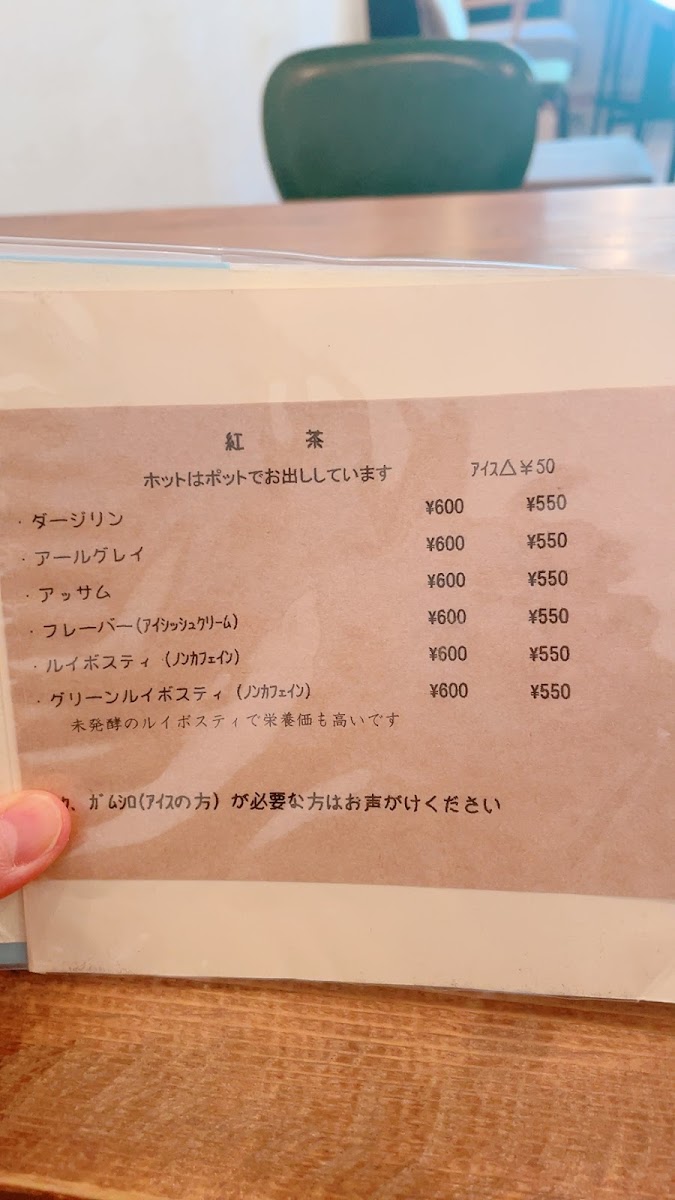 紅 茶
ホットはポットでお出ししています ｱｲｽ△￥50
・ダージリン ¥600 ¥550
・アールグレイ ¥600 ¥550
・アッサム ¥600 ¥550
・フレーバー(ｱｲｼｯｼｭｸﾘｰﾑ) ¥600 ¥550
・ルイボスティ (ﾉﾝｶﾌｪｲﾝ) ¥600 ¥550
・グリーンルイボスティ (ﾉﾝｶﾌｪｲﾝ) ¥600 ¥550
未発酵のルイボスティで栄養価も高いです
、ｶﾞﾑｼﾛ(ｱｲｽの方) が必要な方はお声がけください